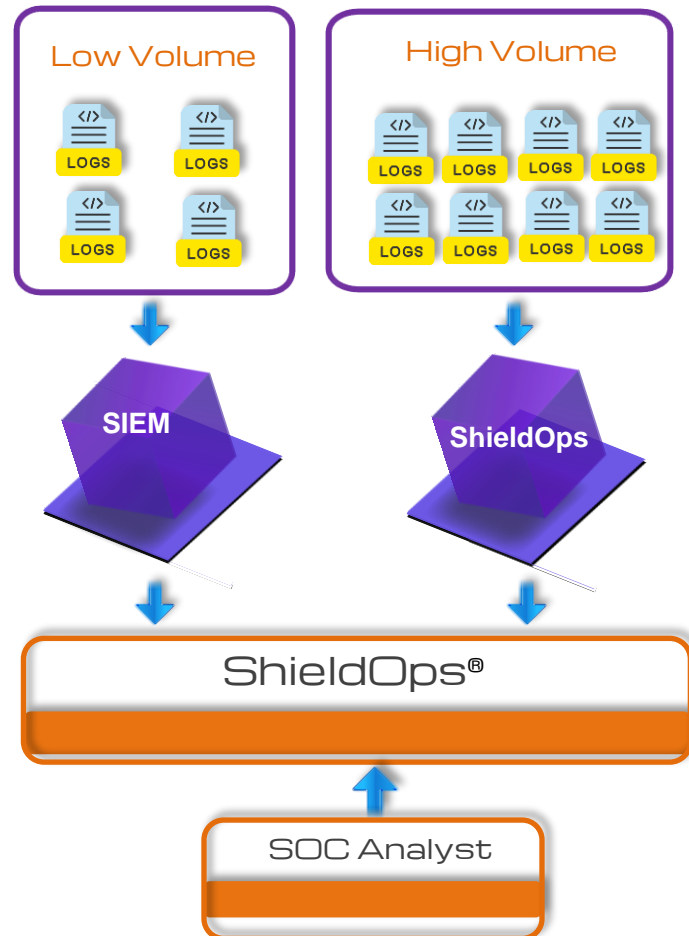 Low Volume
High Volume
</>
</>
LOGS
LOGS
</>
</>
LOGS
LOGS
</>
</>
</>
</>
LOGS
LOGS
LOGS
LOGS
</>
</>
</>
</>
LOGS
LOGS
LOGS
LOGS
SIEM
ShieldOps
ShieldOps®
SOC Analyst